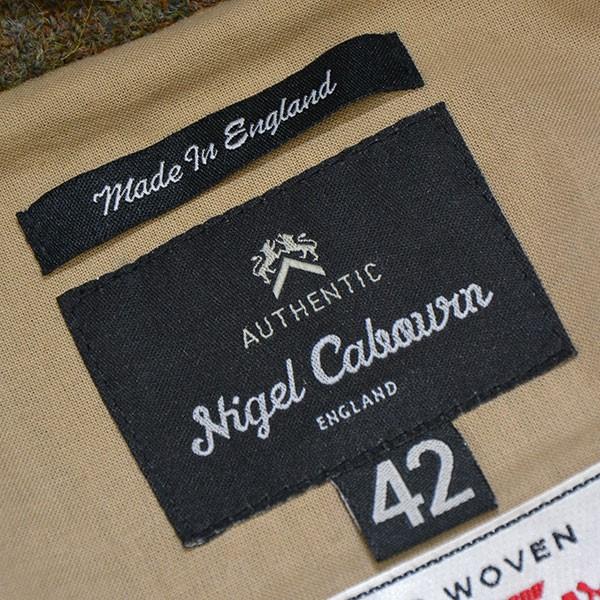 Made In England
AUTHENTIC
Nigel Cabourn
ENGLAND
42
WOVEN